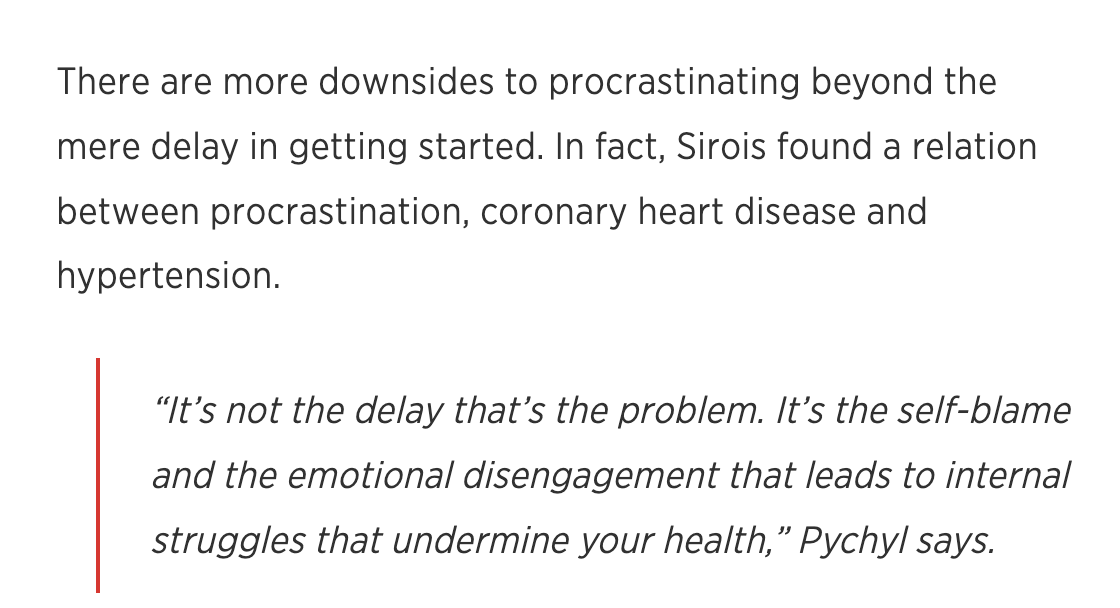 There are more downsides to procrastinating beyond the
mere delay in getting started. In fact, Sirois found a relation
between procrastination, coronary heart disease and
hypertension.
“It’s not the delay that’s the problem. It’s the self-blame
and the emotional disengagement that leads to internal
struggles that undermine your health,” Pychyl says.